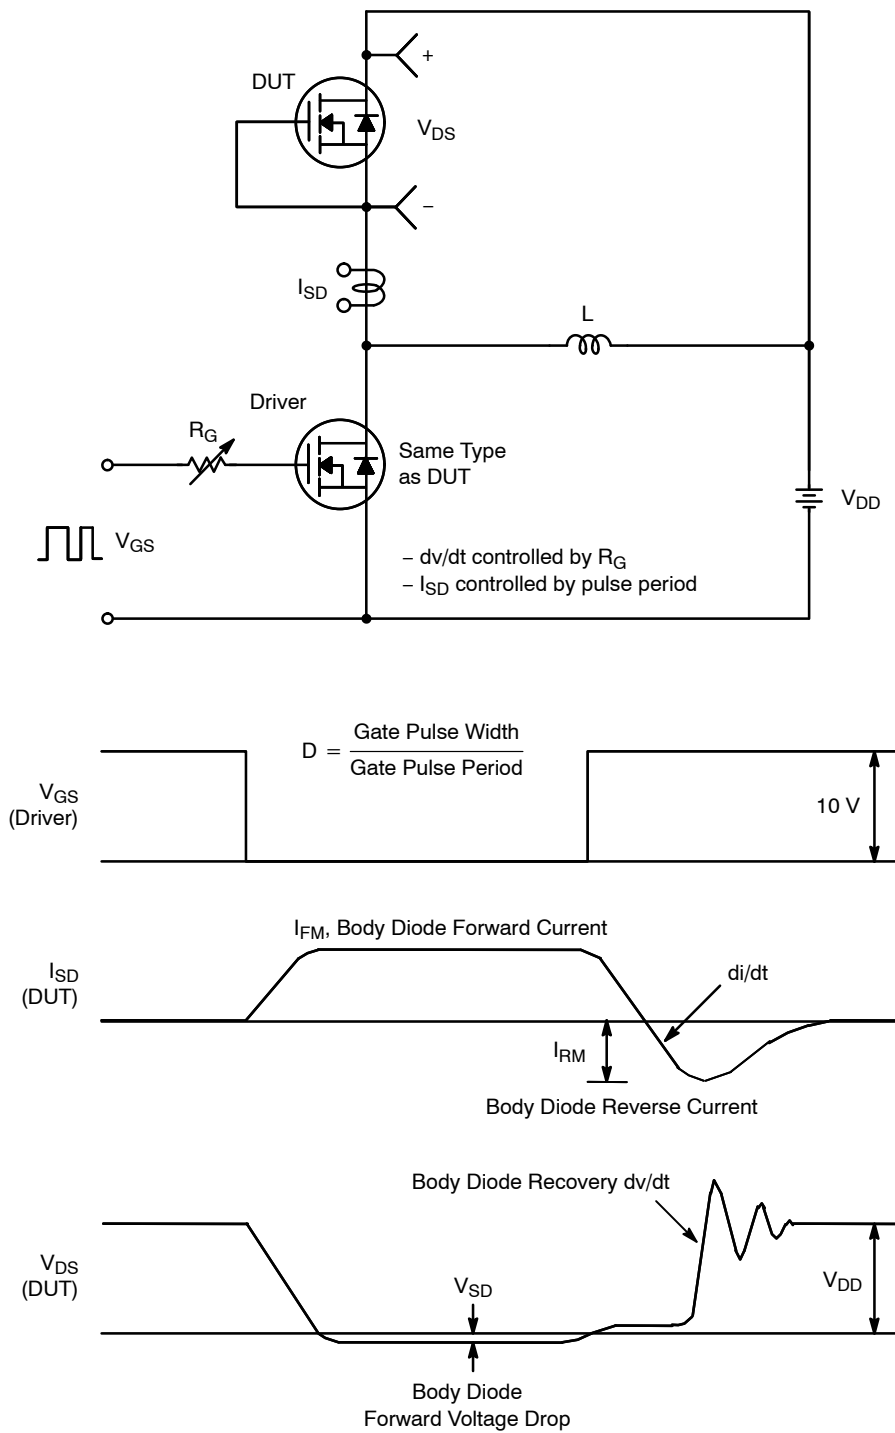 DUT
+
V_DS
−
I_SD
L
Driver
R_G
Same Type
as DUT
V_DD
V_GS
− dv/dt controlled by R_G
− I_SD controlled by pulse period
D = Gate Pulse Width
Gate Pulse Period
V_GS
(Driver)
10 V
I_FM, Body Diode Forward Current
I_SD
(DUT)
di/dt
I_RM
Body Diode Reverse Current
Body Diode Recovery dv/dt
V_DS
(DUT)
V_SD
V_DD
Body Diode
Forward Voltage Drop